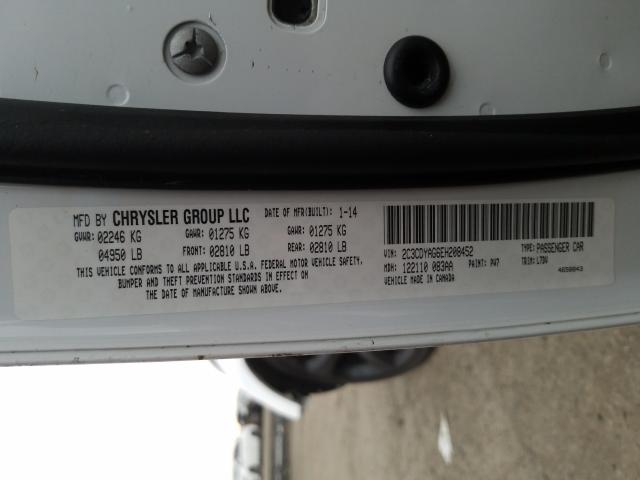 MFD BY CHRYSLER GROUP LLC DATE OF MFR(BUILT): 1-14
GVWR: 02246 KG GAWR: 01275 KG GAWR: 01275 KG
04950 LB FRONT: 02810 LB REAR: 02810 LB
THIS VEHICLE CONFORMS TO ALL APPLICABLE U.S.A. FEDERAL MOTOR VEHICLE SAFETY,
BUMPER AND THEFT PREVENTION STANDARDS IN EFFECT ON
THE DATE OF MANUFACTURE SHOWN ABOVE.
VIN: 2C3CDYAG6EH208452 TYPE: PASSENGER CAR
MDH: 122110 083AA PAINT: PW7 TRIM: L7DV
VEHICLE MADE IN CANADA 4650843